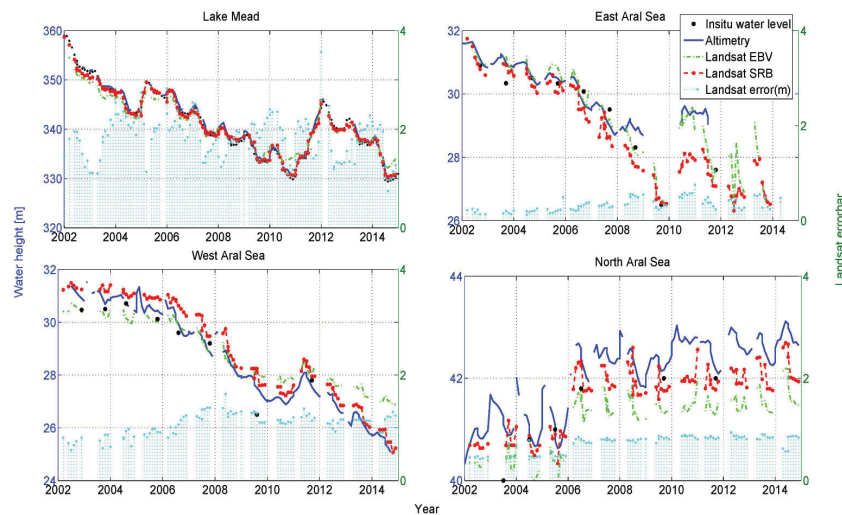 Lake Mead
East Aral Sea
360
350
340
330
320
4
3
2
1
0
2002 2004 2006 2008 2010 2012 2014
32
30
28
26
4
2
0
2002 2004 2006 2008 2010 2012 2014
Insitu water level
Altimetry
Landsat EBV
Landsat SRB
Landsat error(m)
Water height [m]
Landsat errorbar
West Aral Sea
North Aral Sea
32
30
28
26
24
4
2
0
2002 2004 2006 2008 2010 2012 2014
44
42
40
4
2
0
2002 2004 2006 2008 2010 2012 2014
Year